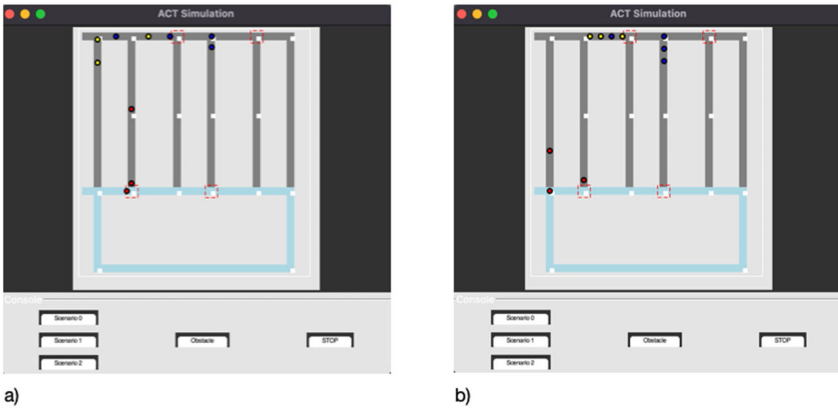 ACT Simulation
Console
Scenario 0
Scenario 1
Obstacle
STOP
Scenario 2
a)
ACT Simulation
Console
Scenario 0
Scenario 1
Obstacle
STOP
Scenario 2
b)